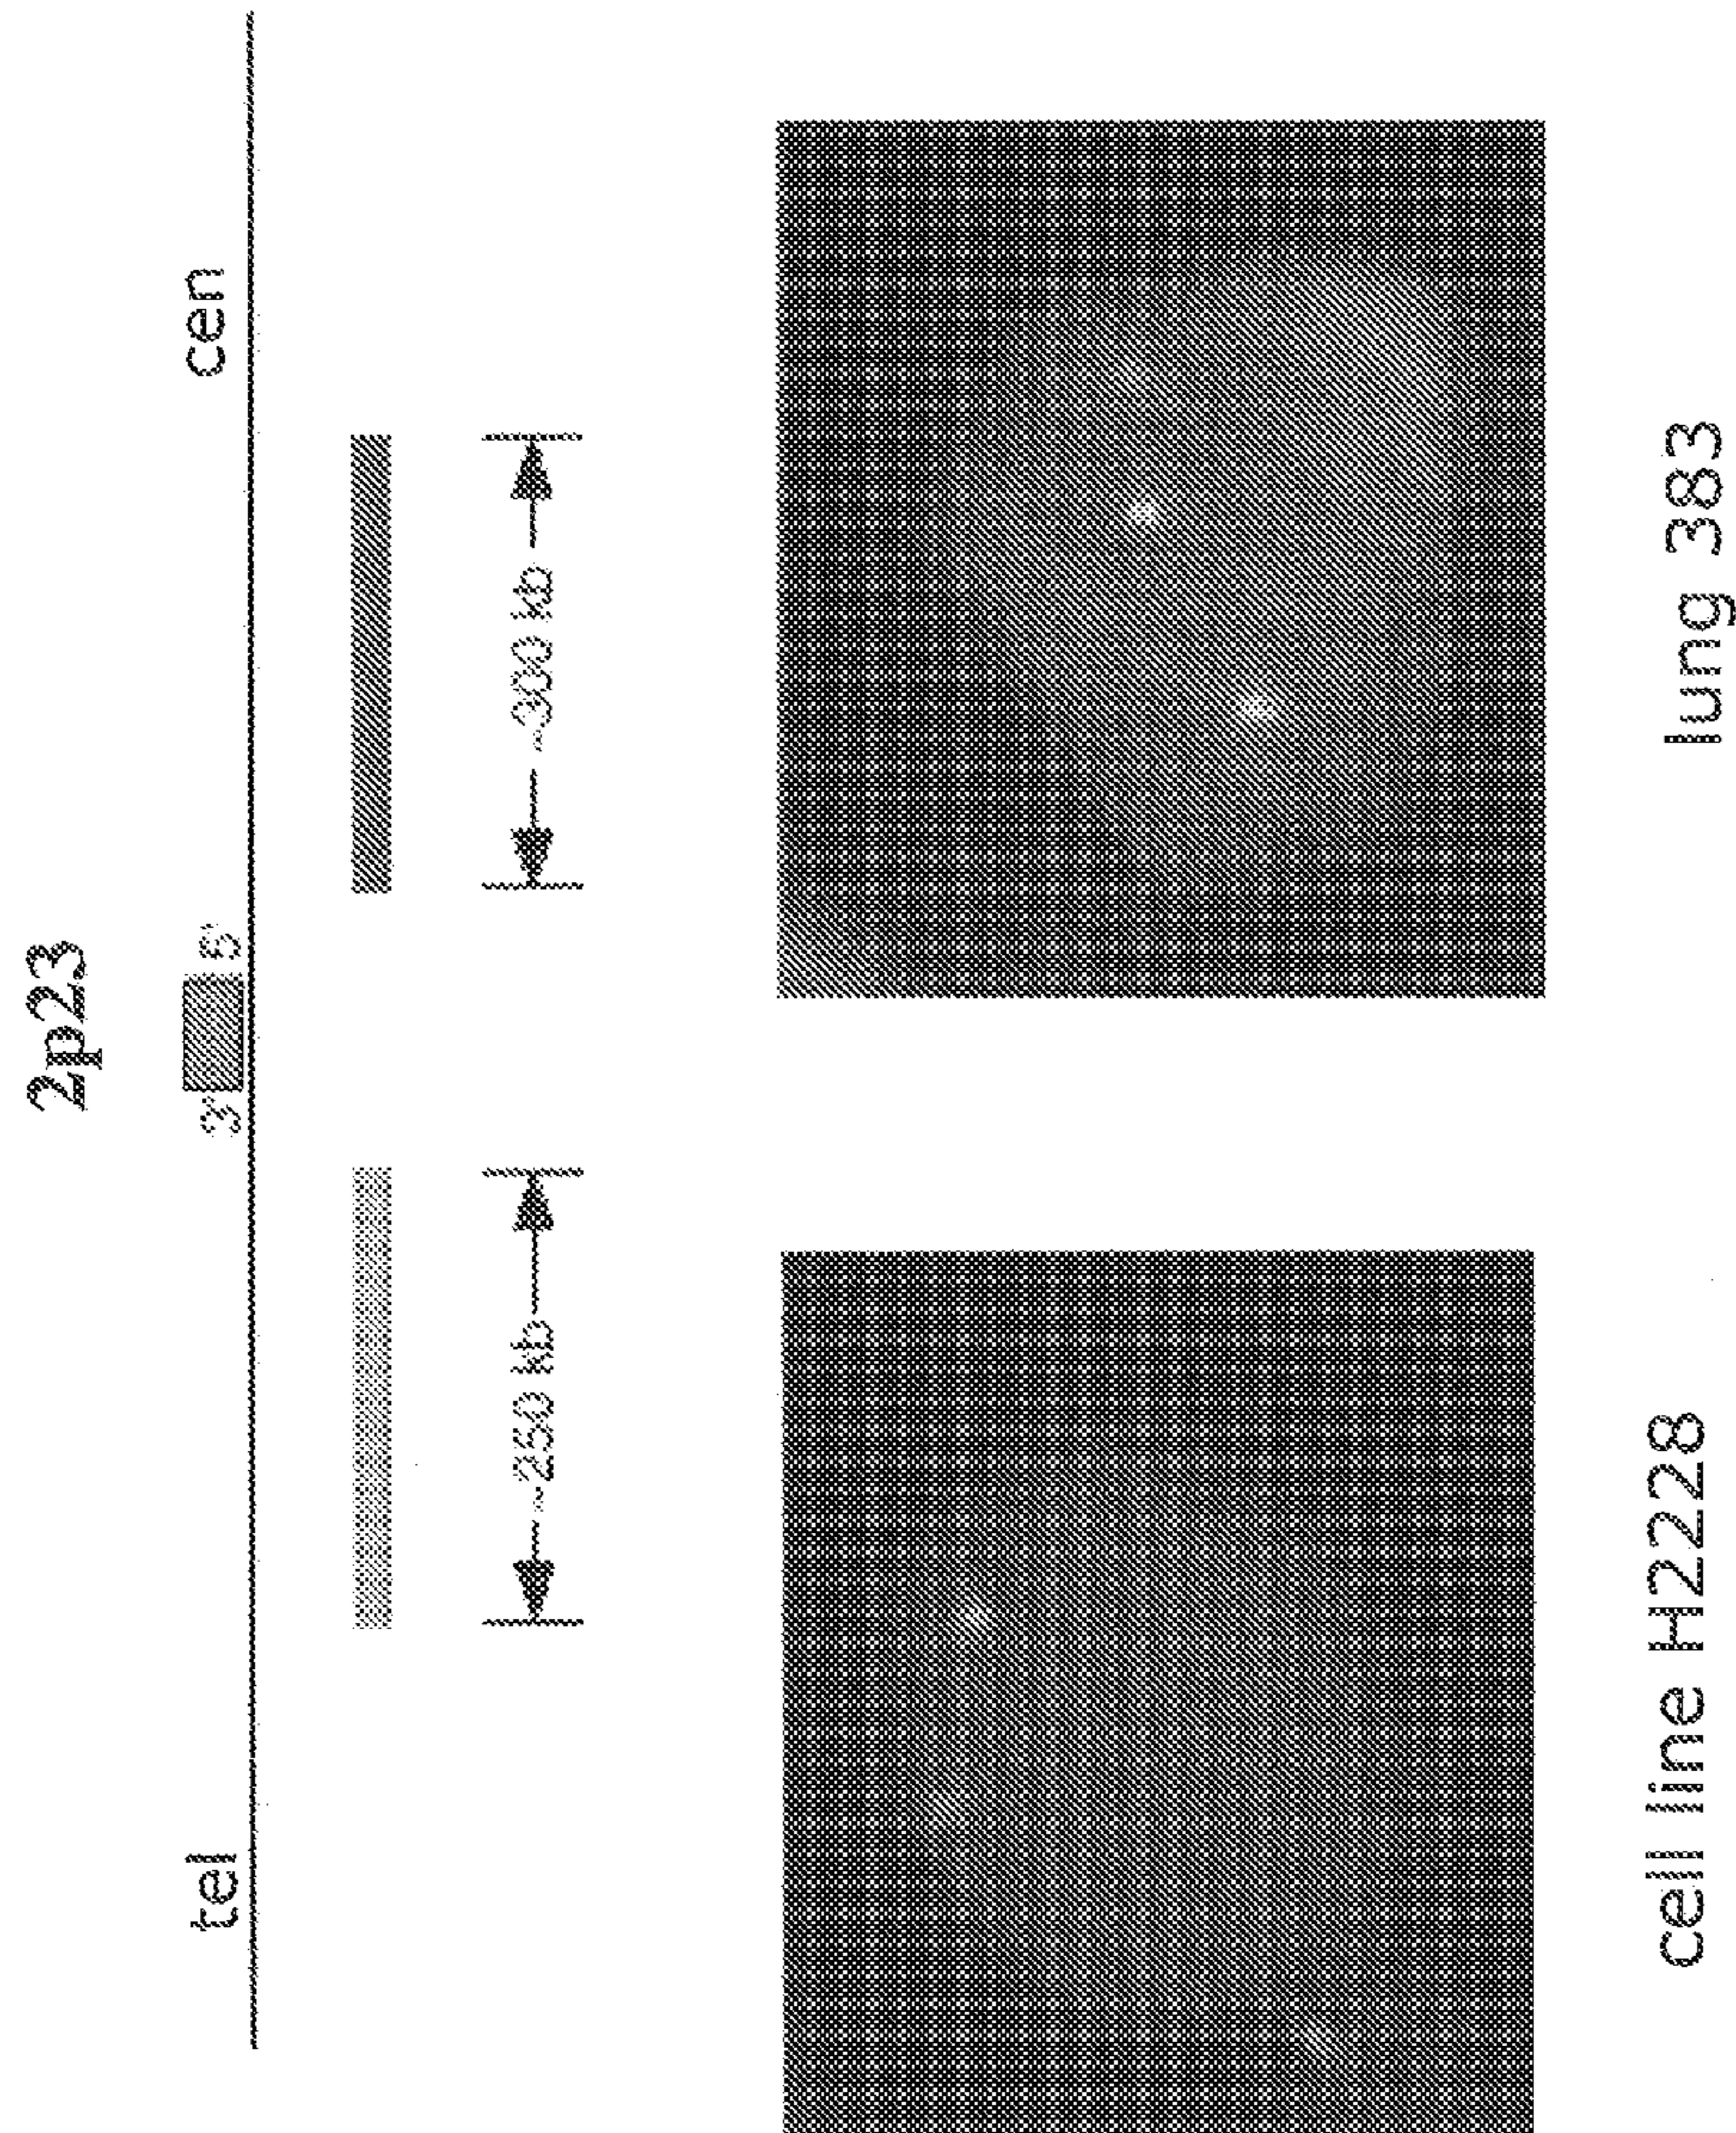 2p23
tel
3' 5'
cen
~250 kb
~300 kb
cell line H2228
lung 383